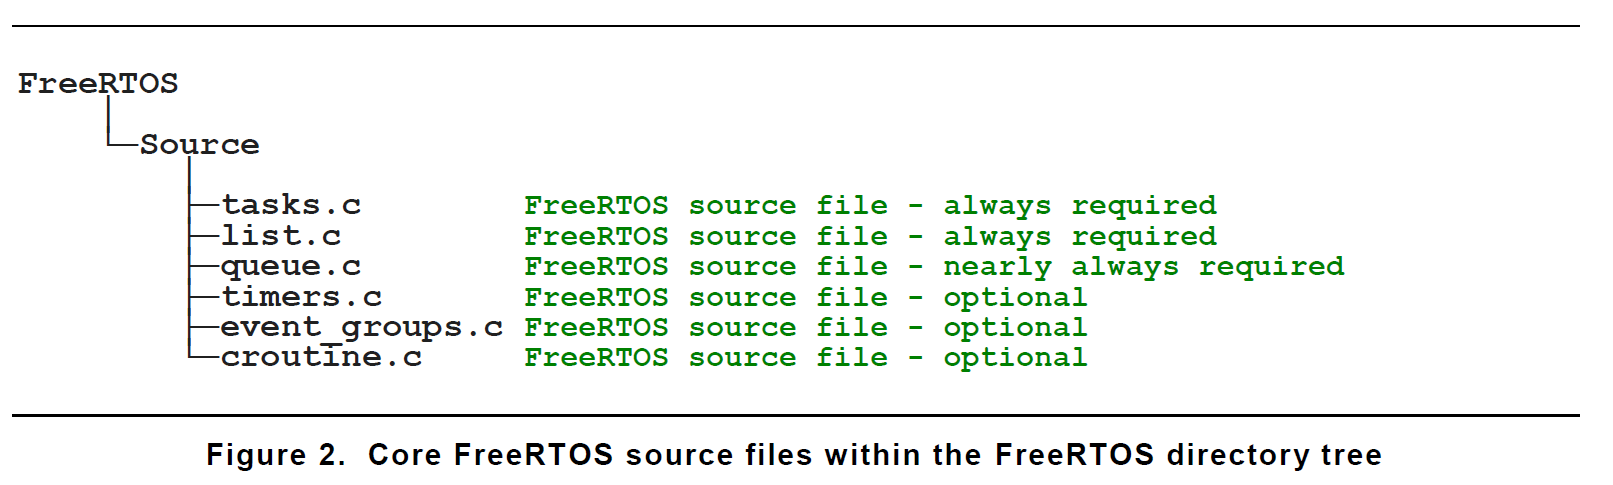 FreeRTOS
Source
tasks.c FreeRTOS source file - always required
list.c FreeRTOS source file - always required
queue.c FreeRTOS source file - nearly always required
timers.c FreeRTOS source file - optional
event_groups.c FreeRTOS source file - optional
croutine.c FreeRTOS source file - optional
Figure 2. Core FreeRTOS source files within the FreeRTOS directory tree